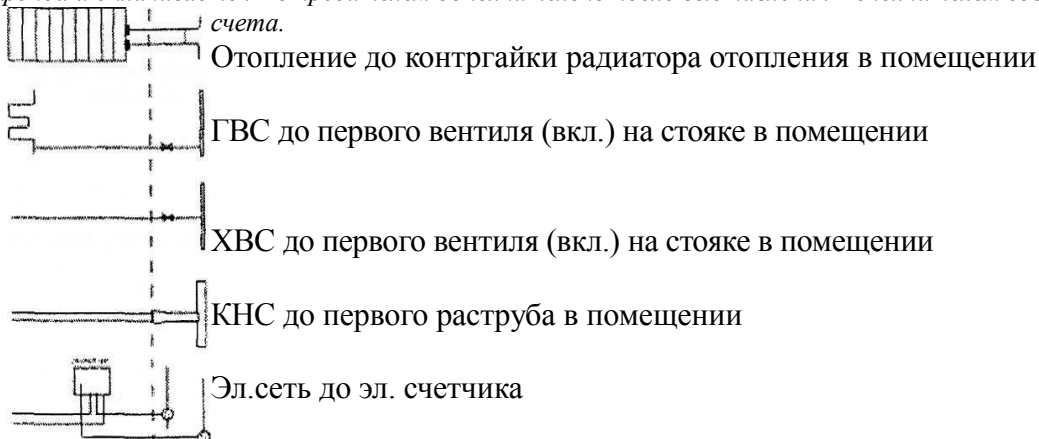 счета.
Отопление до контргайки радиатора отопления в помещении
ГВС до первого вентиля (вкл.) на стояке в помещении
ХВС до первого вентиля (вкл.) на стояке в помещении
КНС до первого раструба в помещении
Эл.сеть до эл. счетчика